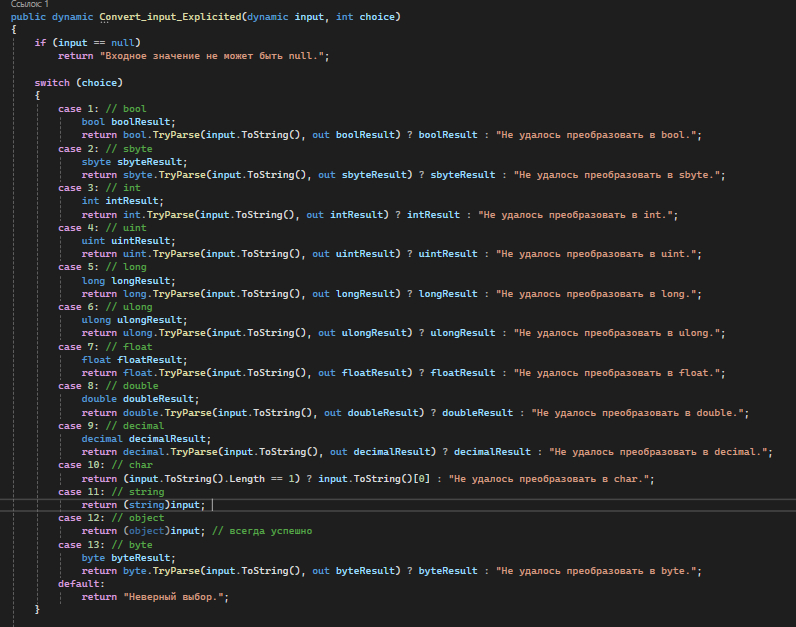 Ссылок: 1
public dynamic Convert_input_Explicited(dynamic input, int choice)
{
if (input == null)
return "Входное значение не может быть null.";
switch (choice)
{
case 1: // bool
bool boolResult;
return bool.TryParse(input.ToString(), out boolResult) ? boolResult : "Не удалось преобразовать в bool.";
case 2: // sbyte
sbyte sbyteResult;
return sbyte.TryParse(input.ToString(), out sbyteResult) ? sbyteResult : "Не удалось преобразовать в sbyte.";
case 3: // int
int intResult;
return int.TryParse(input.ToString(), out intResult) ? intResult : "Не удалось преобразовать в int.";
case 4: // uint
uint uintResult;
return uint.TryParse(input.ToString(), out uintResult) ? uintResult : "Не удалось преобразовать в uint.";
case 5: // long
long longResult;
return long.TryParse(input.ToString(), out longResult) ? longResult : "Не удалось преобразовать в long.";
case 6: // ulong
ulong ulongResult;
return ulong.TryParse(input.ToString(), out ulongResult) ? ulongResult : "Не удалось преобразовать в ulong.";
case 7: // float
float floatResult;
return float.TryParse(input.ToString(), out floatResult) ? floatResult : "Не удалось преобразовать в float.";
case 8: // double
double doubleResult;
return double.TryParse(input.ToString(), out doubleResult) ? doubleResult : "Не удалось преобразовать в double.";
case 9: // decimal
decimal decimalResult;
return decimal.TryParse(input.ToString(), out decimalResult) ? decimalResult : "Не удалось преобразовать в decimal.";
case 10: // char
return (input.ToString().Length == 1) ? input.ToString()[0] : "Не удалось преобразовать в char.";
case 11: // string
return (string)input;
case 12: // object
return (object)input; // всегда успешно
case 13: // byte
byte byteResult;
return byte.TryParse(input.ToString(), out byteResult) ? byteResult : "Не удалось преобразовать в byte.";
default:
return "Неверный выбор.";
}